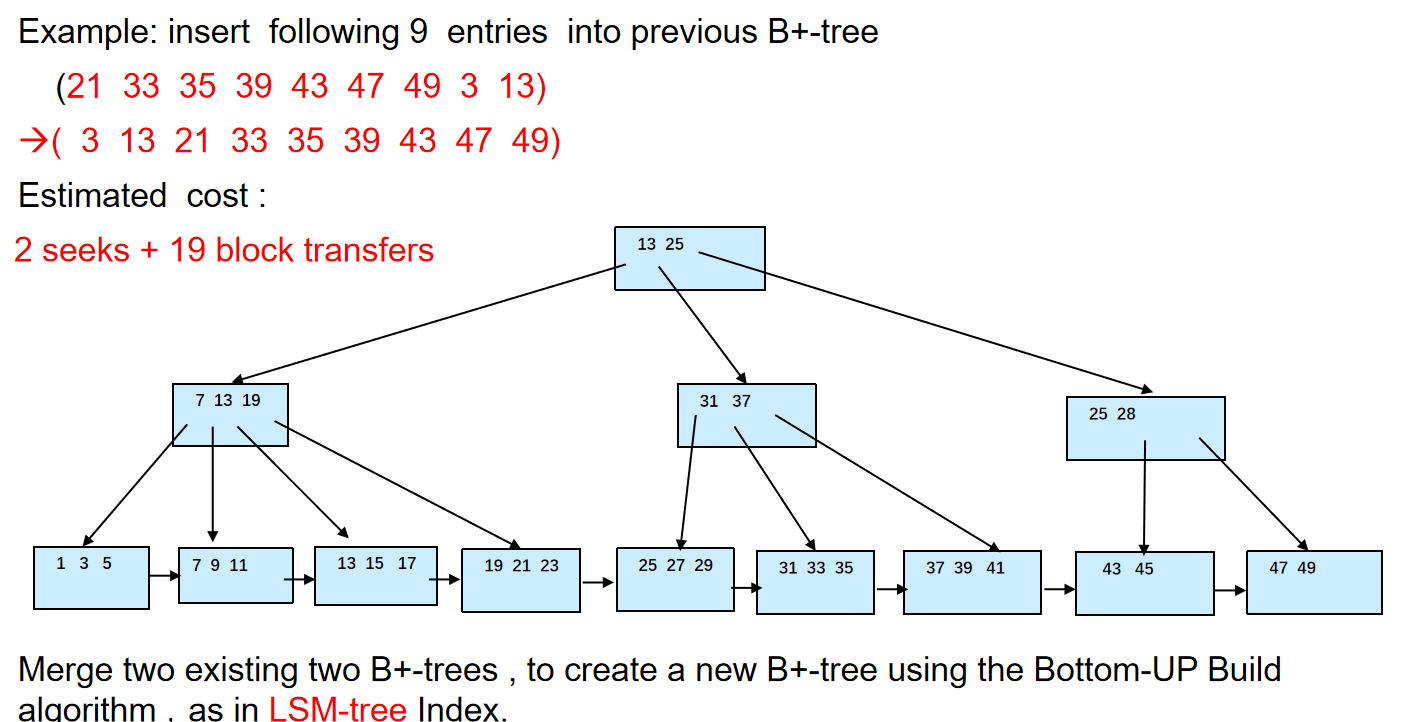 Example: insert following 9 entries into previous B+-tree
(21 33 35 39 43 47 49 3 13)
→( 3 13 21 33 35 39 43 47 49)
Estimated cost :
2 seeks + 19 block transfers
13 25
7 13 19
31 37
25 28
1 3 5
7 9 11
13 15 17
19 21 23
25 27 29
31 33 35
37 39 41
43 45
47 49
Merge two existing two B+-trees , to create a new B+-tree using the Bottom-UP Build
algorithm , as in LSM-tree Index.